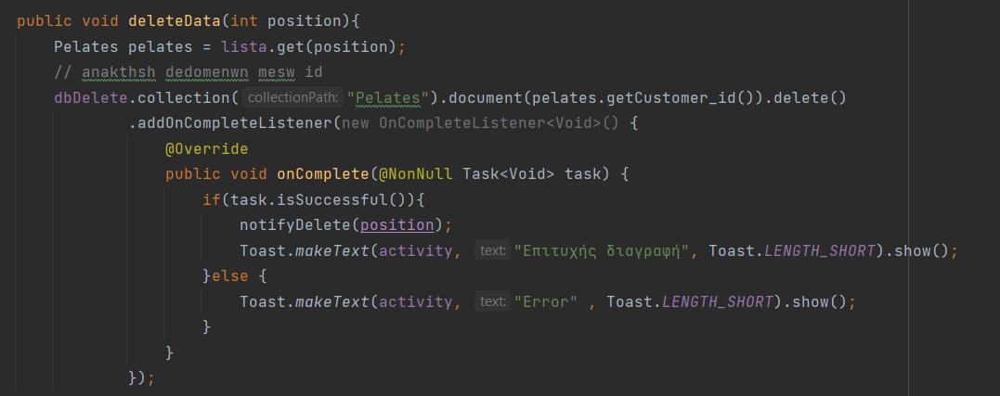 public void deleteData(int position){
    Pelates pelates = lista.get(position);
    // anakthsh dedomenwn mesw id
    dbDelete.collection( collectionPath: "Pelates").document(pelates.getCustomer_id()).delete()
            .addOnCompleteListener(new OnCompleteListener<Void>() {
                @Override
                public void onComplete(@NonNull Task<Void> task) {
                    if(task.isSuccessful()){
                        notifyDelete(position);
                        Toast.makeText(activity, text: "Επιτυχής διαγραφή", Toast.LENGTH_SHORT).show();
                    }else {
                        Toast.makeText(activity, text: "Error" , Toast.LENGTH_SHORT).show();
                    }
                }
            });